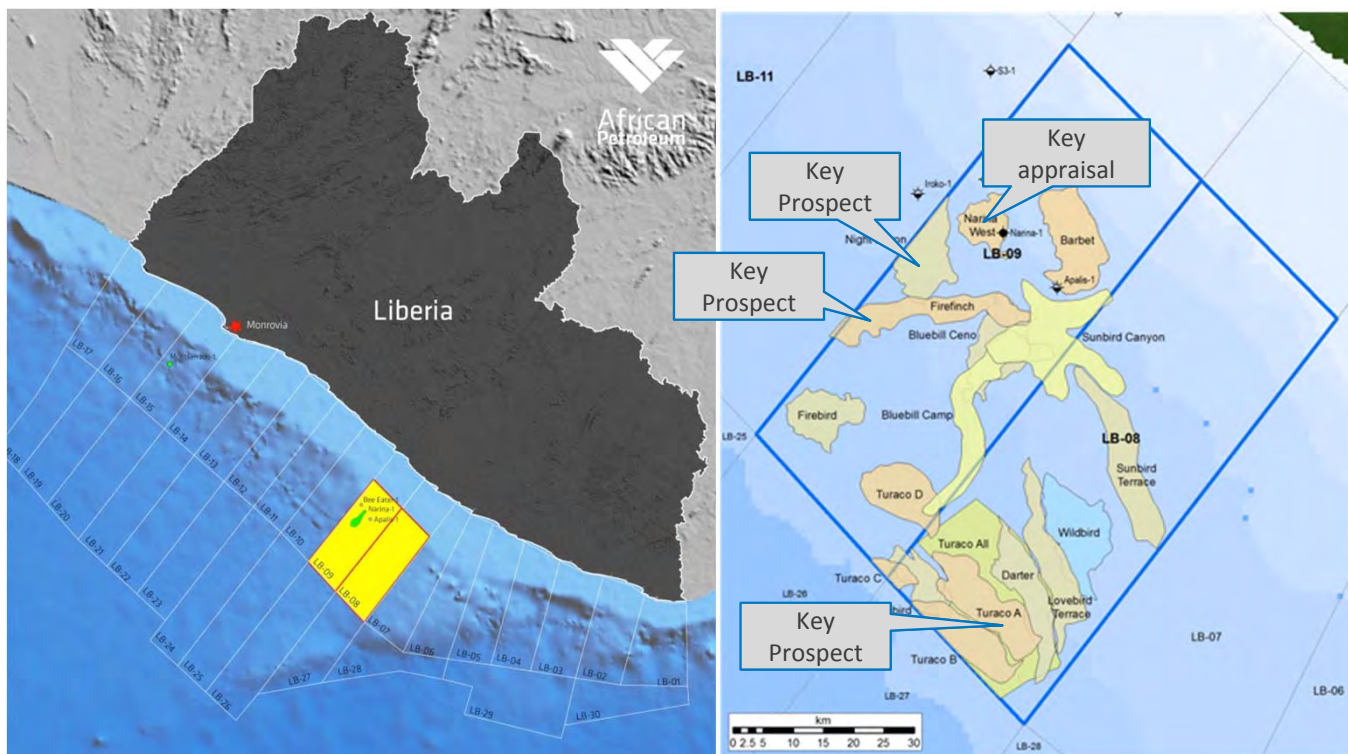 African
Petroleum
Liberia
Monrovia
LB-17
LB-16
LB-15
LB-14
LB-13
LB-12
LB-11
LB-10
LB-09
LB-08
LB-07
LB-06
LB-05
LB-04
LB-03
LB-02
LB-01
LB-18
LB-19
LB-20
LB-21
LB-22
LB-23
LB-24
LB-25
LB-26
LB-27
LB-28
LB-29
LB-30
Narina-1
Apalis-1
LB-11
S3-1
Key
appraisal
Key
Prospect
Iroko-1
Narina
West
Narina-1
Barbet
LB-09
Key
Prospect
Apalis-1
Firefinch
Bluebill Ceno
Sunbird Canyon
Firebird
Bluebill Camp
LB-25
LB-08
Sunbird
Terrace
Turaco D
Wildbird
Turaco All
Darter
Turaco C
LB-26
Turaco A
Lovebird
Terrace
Key
Prospect
Turaco B
LB-07
LB-27
LB-06
km
0 2.5 5 10 15 20 25 30
LB-28